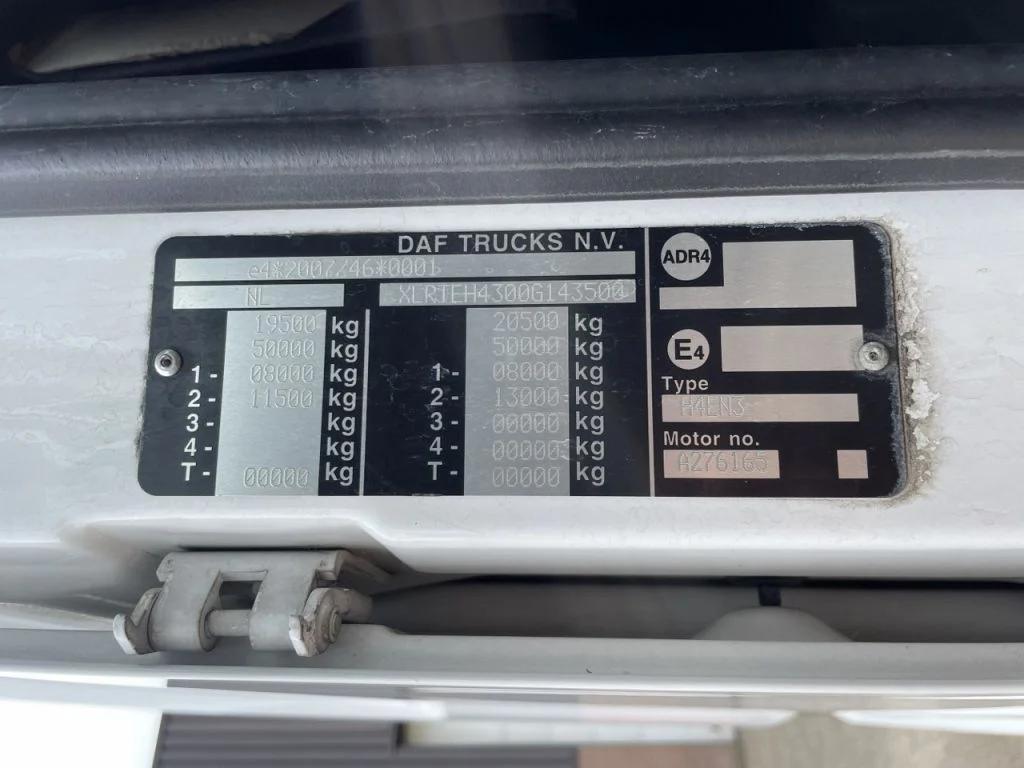 DAF TRUCKS N.V.
e4*2007/46*0001
NL XLRTEH4300G143500
19500 kg 20500 kg
50000 kg 50000 kg
1- 08000 kg 1- 08000 kg
2- 11500 kg 2- 13000 kg
3- kg 3- 00000 kg
4- kg 4- 00000 kg
T- 00000 kg T- 00000 kg
ADR4
E4
Type
H4EN3
Motor no.
A276165